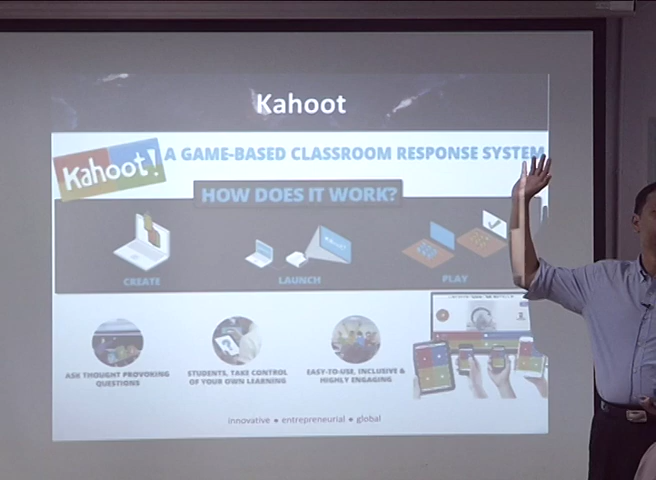 Kahoot
Kahoot!
A GAME-BASED CLASSROOM RESPONSE SYSTEM
HOW DOES IT WORK?
CREATE
LAUNCH
PLAY
ASK THOUGHT PROVOKING
QUESTIONS
STUDENTS, TAKE CONTROL
OF YOUR OWN LEARNING
EASY-TO-USE, INCLUSIVE &
HIGHLY ENGAGING
innovative • entrepreneurial • global